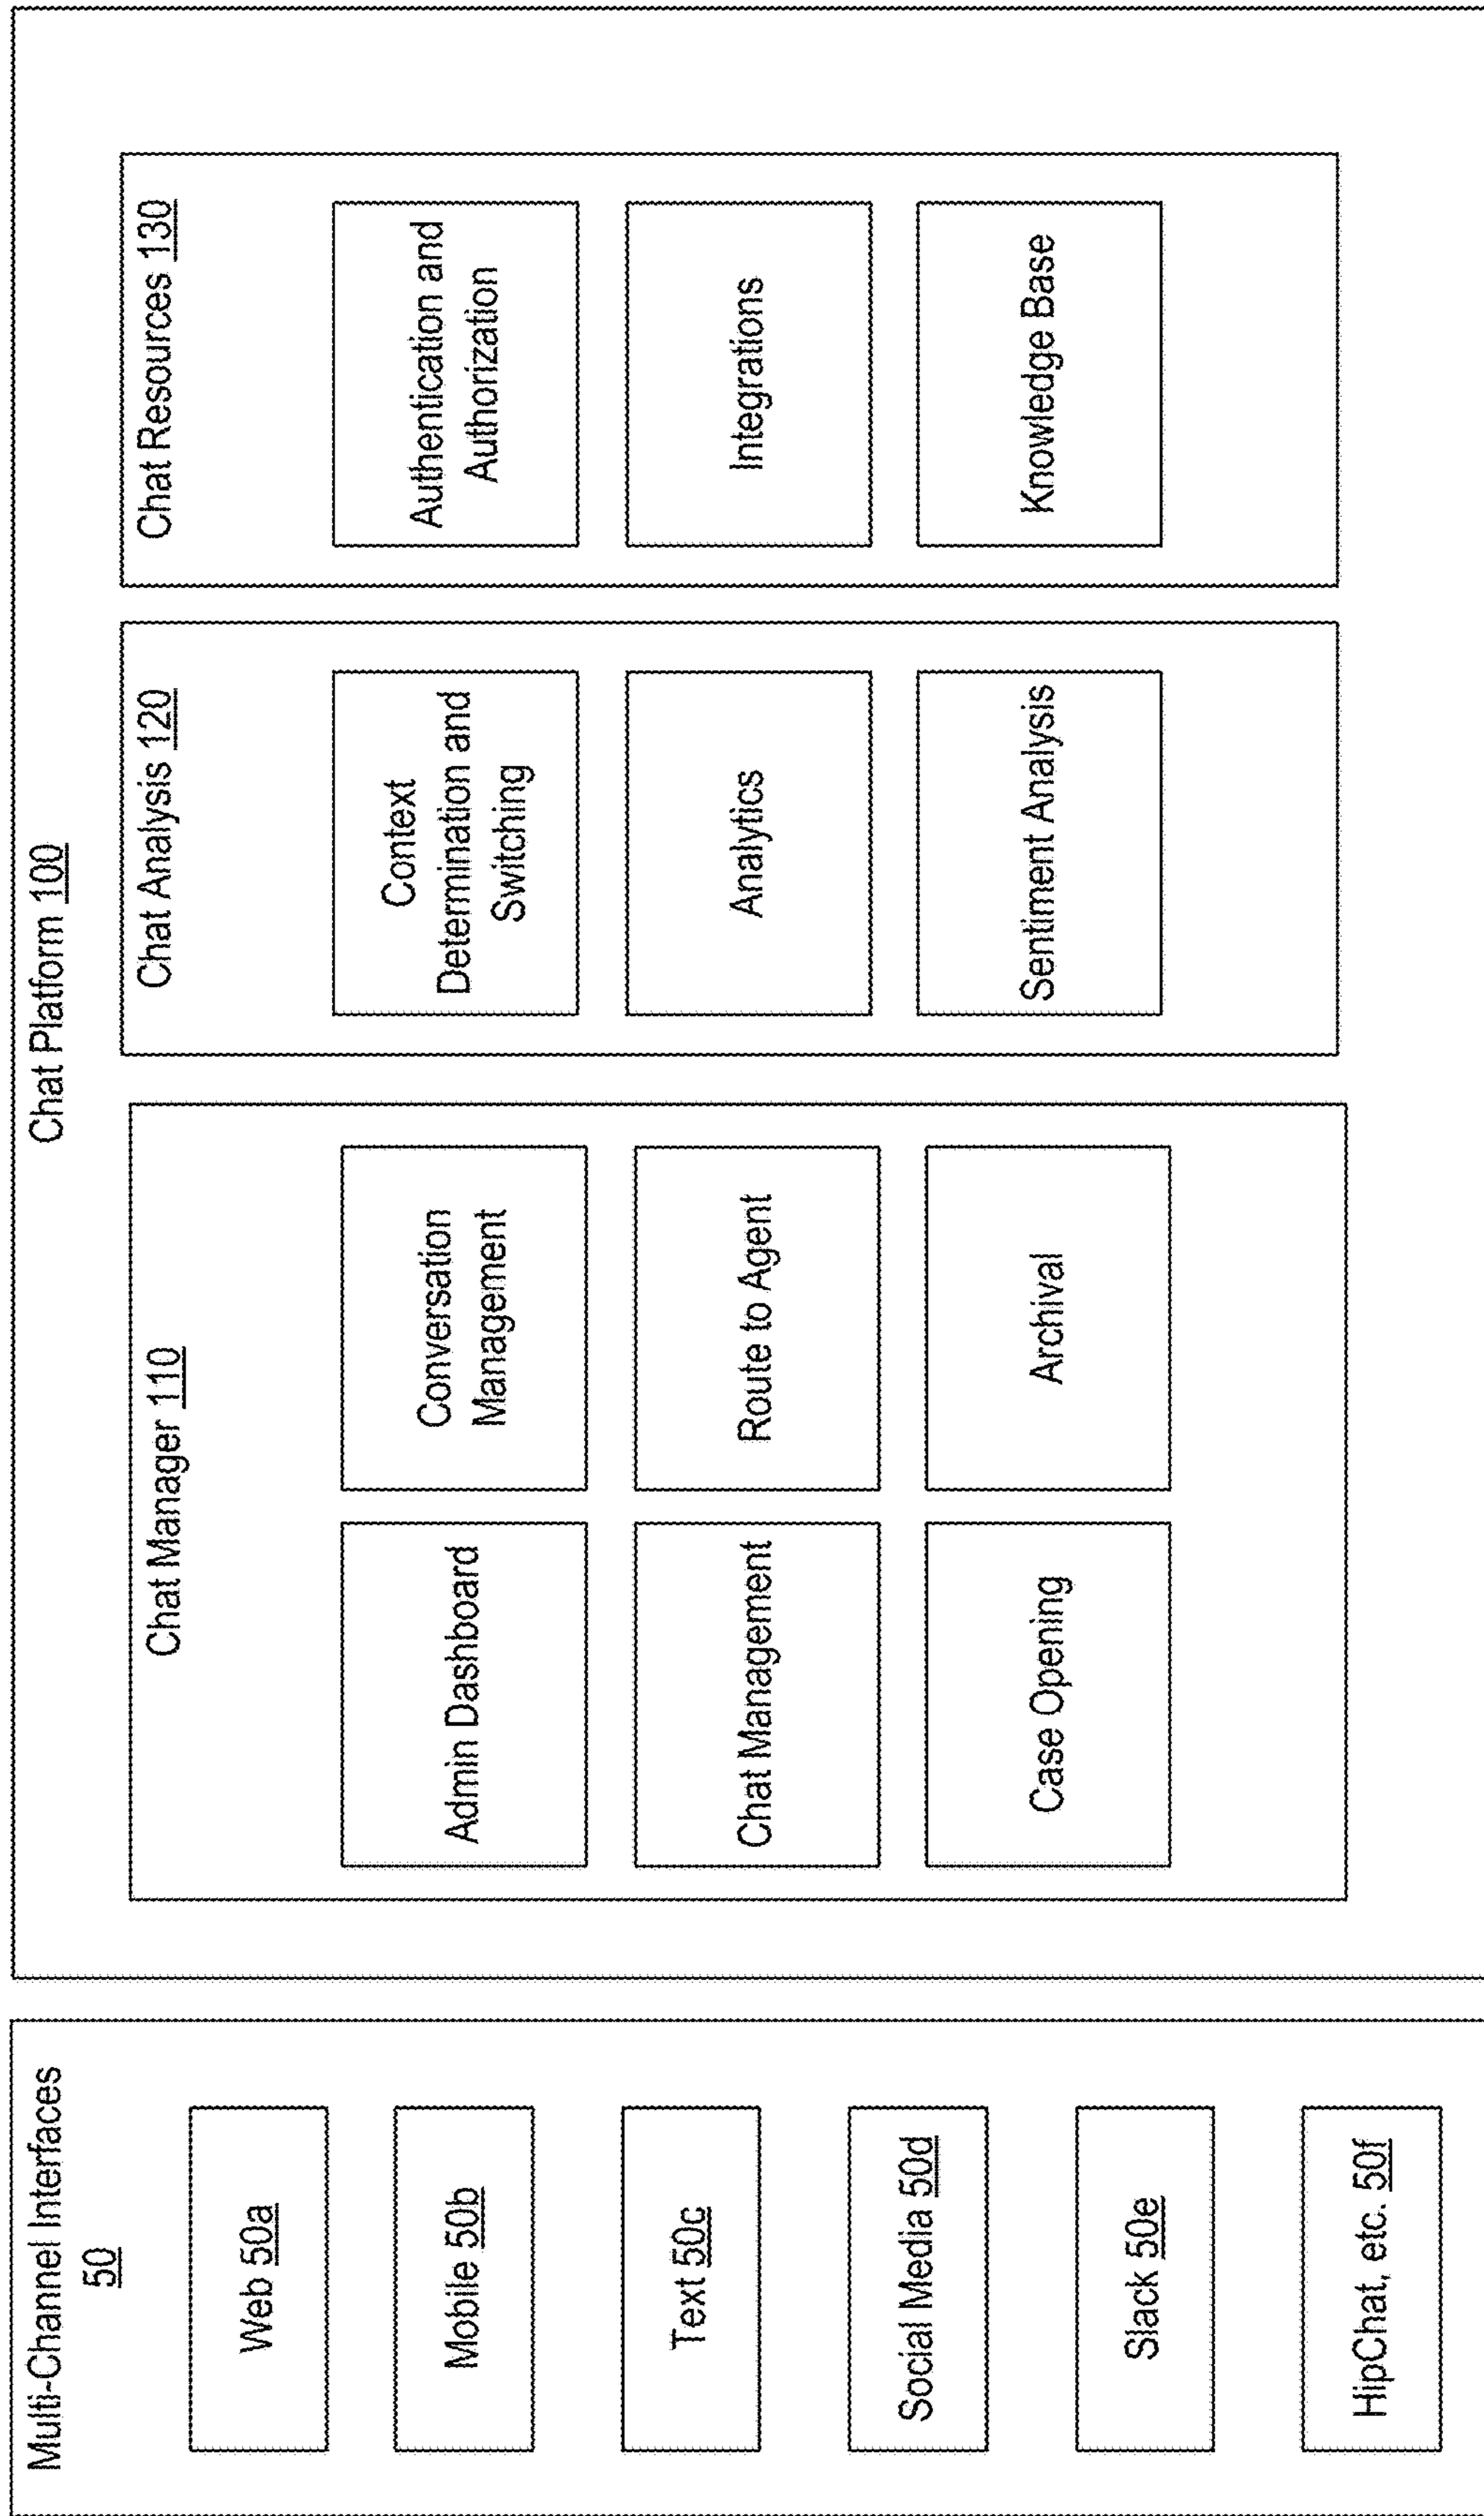 Multi-Channel Interfaces
50
Web 50a
Mobile 50b
Text 50c
Social Media 50d
Slack 50e
HipChat, etc. 50f
Chat Platform 100
Chat Manager 110
Admin Dashboard
Conversation
Management
Chat Management
Route to Agent
Case Opening
Archival
Chat Analysis 120
Context
Determination and
Switching
Analytics
Sentiment Analysis
Chat Resources 130
Authentication and
Authorization
Integrations
Knowledge Base